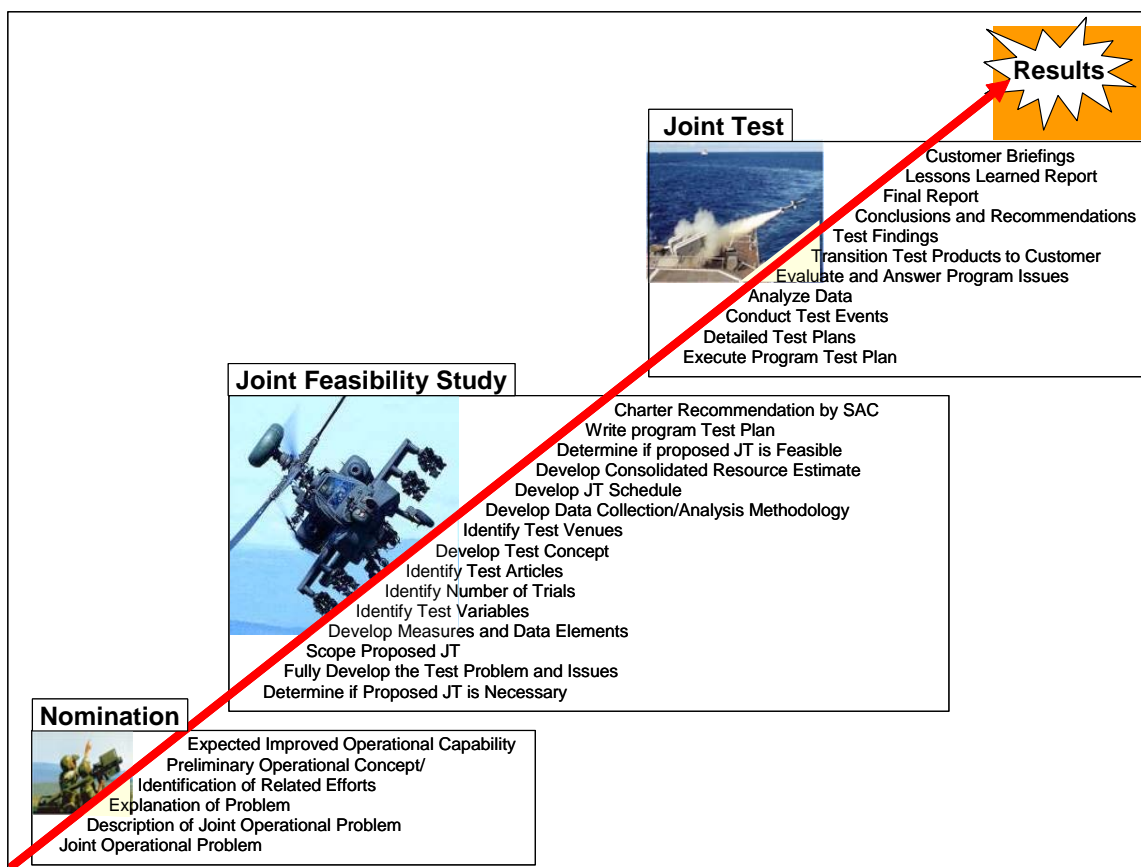 Results
Joint Test
Customer Briefings
Lessons Learned Report
Final Report
Conclusions and Recommendations
Test Findings
Transition Test Products to Customer
Evaluate and Answer Program Issues
Analyze Data
Conduct Test Events
Detailed Test Plans
Execute Program Test Plan
Joint Feasibility Study
Charter Recommendation by SAC
Write program Test Plan
Determine if proposed JT is Feasible
Develop Consolidated Resource Estimate
Develop JT Schedule
Develop Data Collection/Analysis Methodology
Identify Test Venues
Develop Test Concept
Identify Test Articles
Identify Number of Trials
Identify Test Variables
Develop Measures and Data Elements
Scope Proposed JT
Fully Develop the Test Problem and Issues
Determine if Proposed JT is Necessary
Nomination
Expected Improved Operational Capability
Preliminary Operational Concept/
Identification of Related Efforts
Explanation of Problem
Description of Joint Operational Problem
Joint Operational Problem